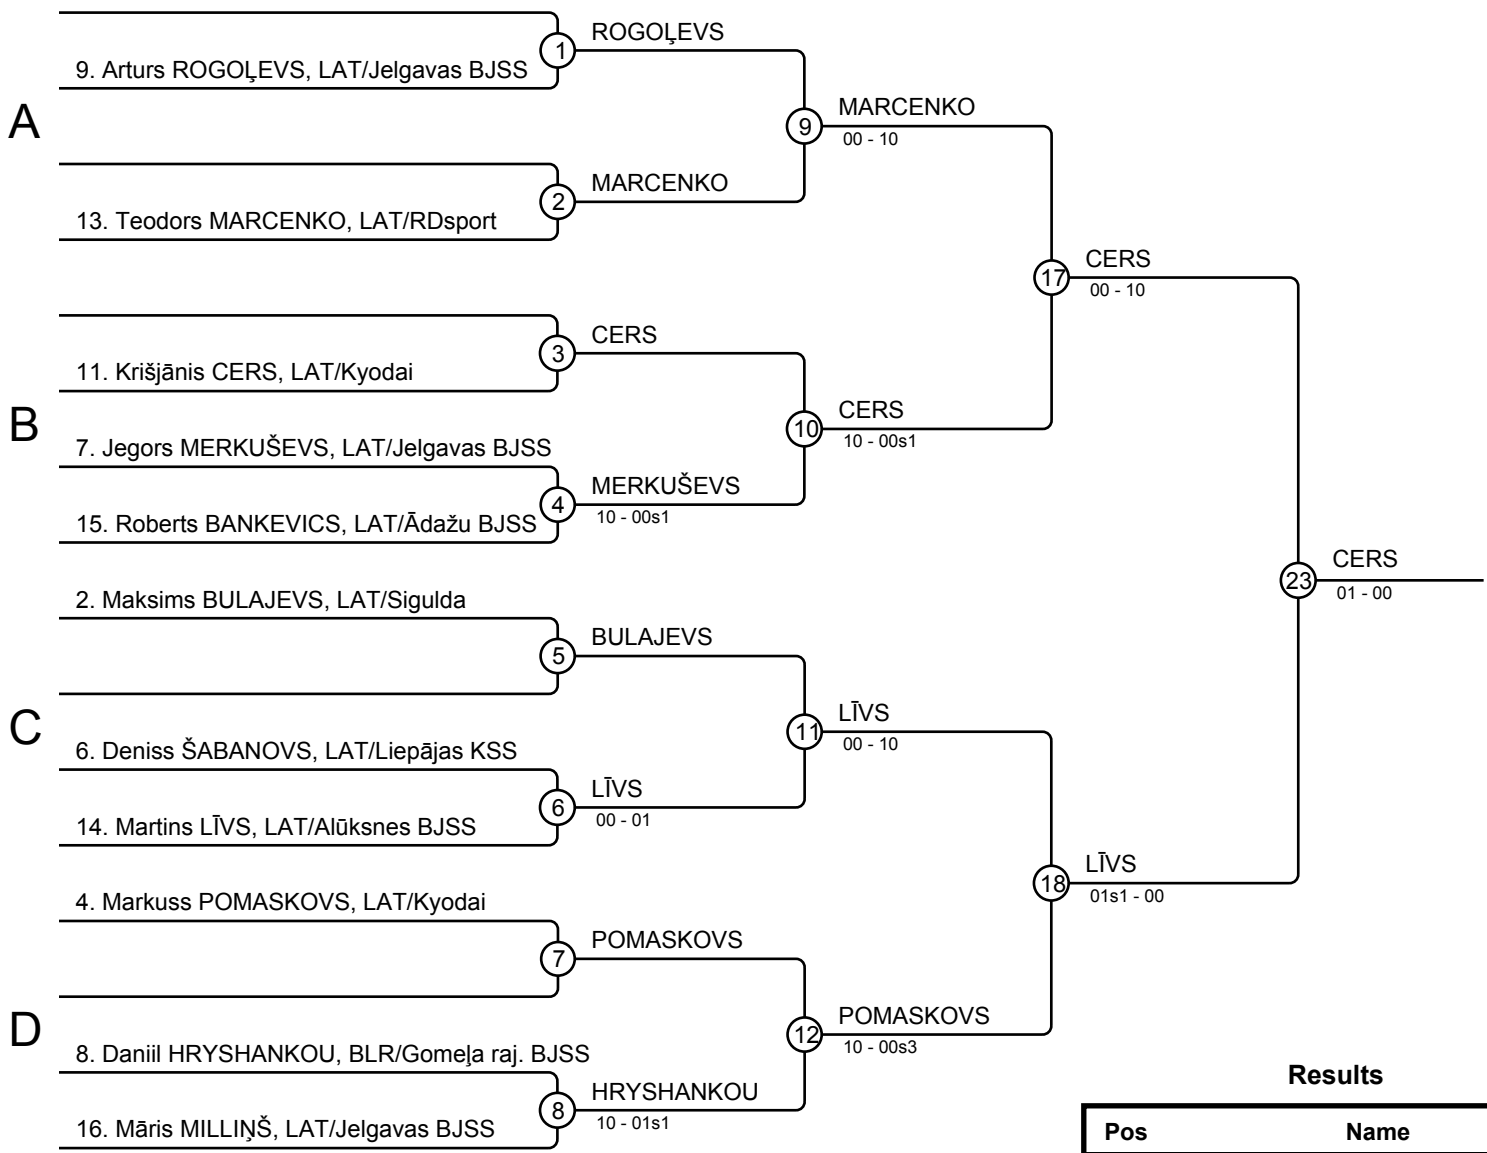 ROGOĻEVS
1
9. Arturs ROGOĻEVS, LAT/Jelgavas BJSS
A
MARCENKO
9
00 - 10
MARCENKO
2
13. Teodors MARCENKO, LAT/RDsport
CERS
17
00 - 10
CERS
3
11. Krišjānis CERS, LAT/Kyodai
B
CERS
10
10 - 00s1
7. Jegors MERKUŠEVS, LAT/Jelgavas BJSS
MERKUŠEVS
4
10 - 00s1
15. Roberts BANKEVICS, LAT/Ādažu BJSS
CERS
23
01 - 00
2. Maksims BULAJEVS, LAT/Sigulda
BULAJEVS
5
C
LĪVS
11
00 - 10
6. Deniss ŠABANOVS, LAT/Liepājas KSS
LĪVS
6
00 - 01
14. Martins LĪVS, LAT/Alūksnes BJSS
LĪVS
18
01s1 - 00
4. Markuss POMASKOVS, LAT/Kyodai
POMASKOVS
7
D
POMASKOVS
12
10 - 00s3
8. Daniil HRYSHANKOU, BLR/Gomeļa raj. BJSS
HRYSHANKOU
8
10 - 01s1
16. Māris MILLIŅŠ, LAT/Jelgavas BJSS
Results
Pos Name